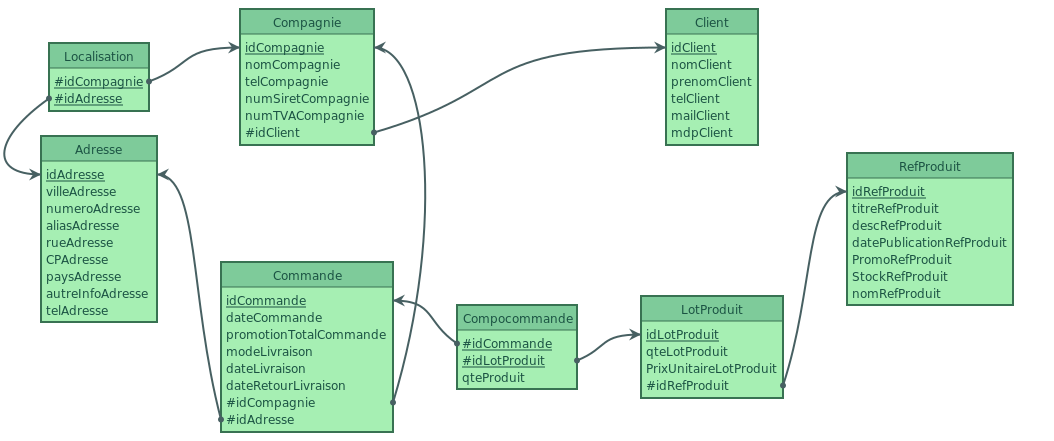 Compagnie
idCompagnie
nomCompagnie
telCompagnie
numSiretCompagnie
numTVACompagnie
#idClient
Client
idClient
nomClient
prenomClient
telClient
mailClient
mdpClient
Localisation
#idCompagnie
#idAdresse
Adresse
idAdresse
villeAdresse
numeroAdresse
aliasAdresse
rueAdresse
CPAdresse
paysAdresse
autreInfoAdresse
telAdresse
RefProduit
idRefProduit
titreRefProduit
descRefProduit
datePublicationRefProduit
PromoRefProduit
StockRefProduit
nomRefProduit
Commande
idCommande
dateCommande
promotionTotalCommande
modeLivraison
dateLivraison
dateRetourLivraison
#idCompagnie
#idAdresse
Compocommande
#idCommande
#idLotProduit
qteProduit
LotProduit
idLotProduit
qteLotProduit
PrixUnitaireLotProduit
#idRefProduit